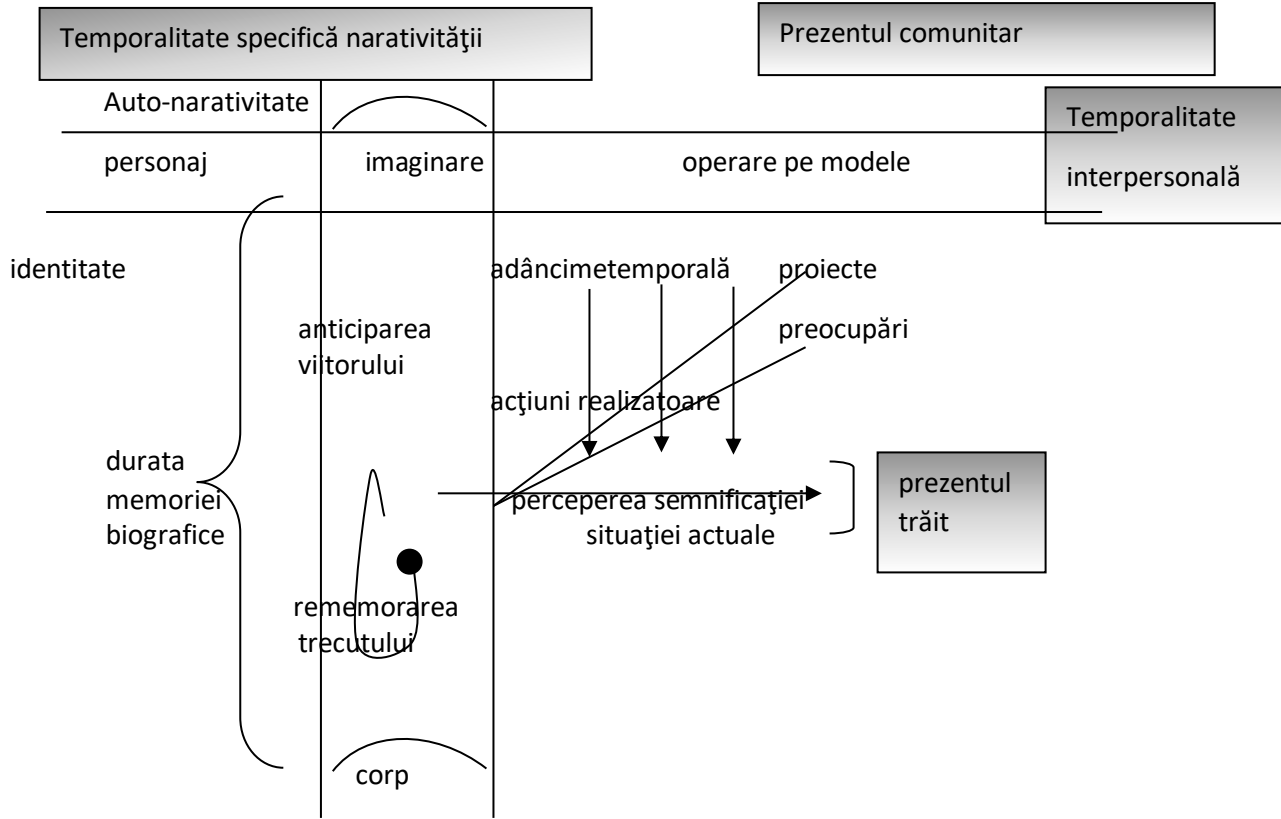 Temporalitate specifică narativităţii
Prezentul comunitar
Auto-narativitate
Temporalitate
interpersonală
personaj
imaginare
operare pe modele
identitate
adâncimetemporală
proiecte
anticiparea
viitorului
preocupări
acţiuni realizatoare
durata
memoriei
biografice
perceperea semnificaţiei
situaţiei actuale
prezentul
trăit
rememorarea
trecutului
corp